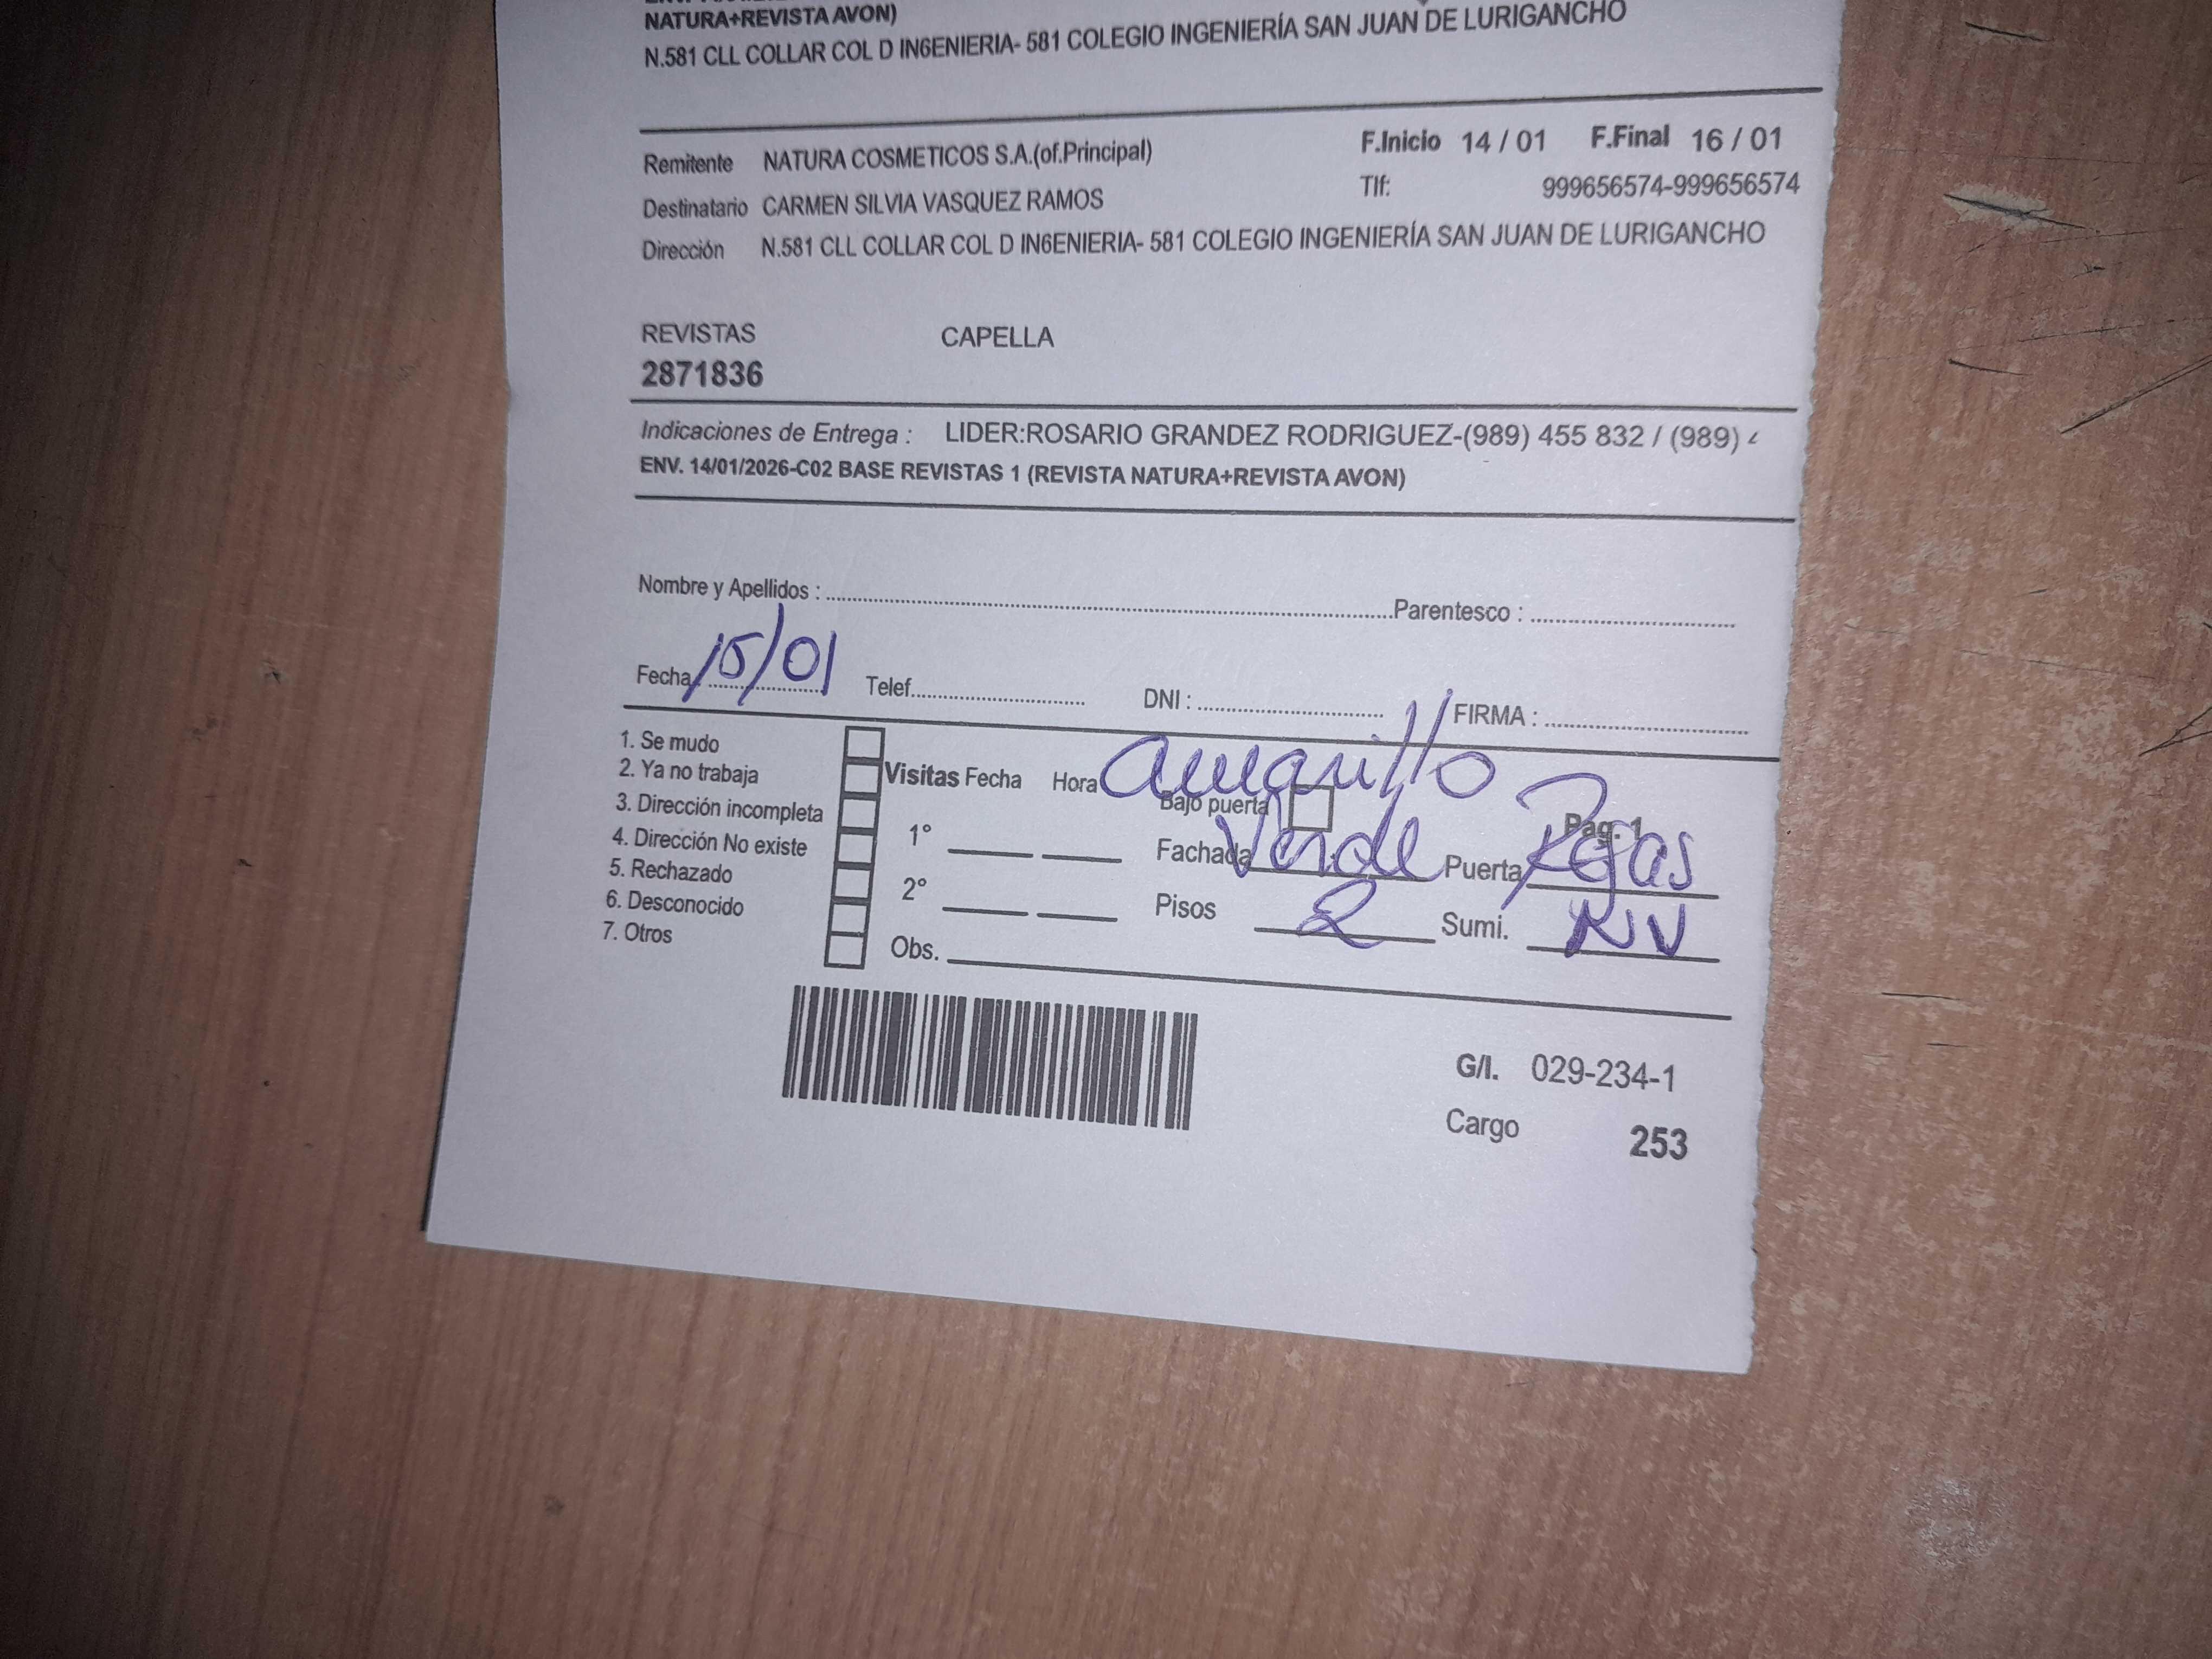 NATURA+REVISTA AVON)
N.581 CLL COLLAR COL D IN6ENIERIA- 581 COLEGIO INGENIERÍA SAN JUAN DE LURIGANCHO
Remitente NATURA COSMETICOS S.A.(of.Principal) F.Inicio 14 / 01 F.Final 16 / 01
Destinatario CARMEN SILVIA VASQUEZ RAMOS Tlf: 999656574-999656574
Dirección N.581 CLL COLLAR COL D IN6ENIERIA- 581 COLEGIO INGENIERÍA SAN JUAN DE LURIGANCHO
REVISTAS CAPELLA
2871836
Indicaciones de Entrega : LIDER:ROSARIO GRANDEZ RODRIGUEZ-(989) 455 832 / (989)
ENV. 14/01/2026-C02 BASE REVISTAS 1 (REVISTA NATURA+REVISTA AVON)
Nombre y Apellidos : Parentesco :
Fecha 15/01 Telef. DNI : FIRMA :
1. Se mudo
2. Ya no trabaja Visitas Fecha Hora amarillo
Bajo puerta
3. Dirección incompleta 1° Fachada Verde Puerta Rejas Pag. 1
4. Dirección No existe
5. Rechazado 2° Pisos 2 Sumi. NV
6. Desconocido
7. Otros Obs.
G/I. 029-234-1
Cargo 253